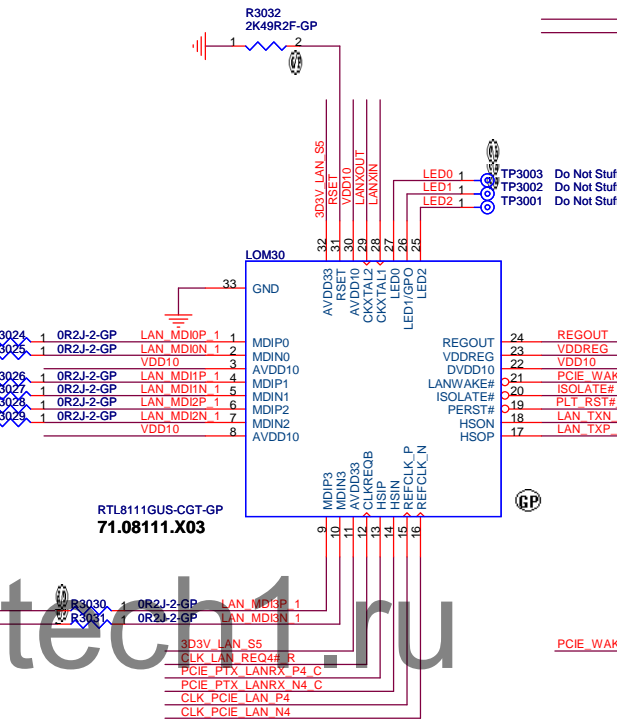 R3032
2K49R2F-GP
1 2
3D3V_LAN_S5
RSET
VDD10
LANXOUT
LANXIN
LED0 1 TP3003 Do Not Stuf
LED1 1 TP3002 Do Not Stuf
LED2 1 TP3001 Do Not Stuf
32 31 30 29 28 27 26 25
LOM30
AVDD33
RSET
AVDD10
CKXTAL2
CKXTAL1
LED0
LED1/GPO
LED2
33 GND
3024 1 0R2J-2-GP LAN_MDI0P_1 1 MDIP0
3025 1 0R2J-2-GP LAN_MDI0N_1 2 MDIN0
VDD10 3 AVDD10
3026 1 0R2J-2-GP LAN_MDI1P_1 4 MDIP1
3027 1 0R2J-2-GP LAN_MDI1N_1 5 MDIN1
3028 1 0R2J-2-GP LAN_MDI2P_1 6 MDIP2
3029 1 0R2J-2-GP LAN_MDI2N_1 7 MDIN2
VDD10 8 AVDD10
REGOUT 24 REGOUT
VDDREG 23 VDDREG
DVDD10 22 VDD10
LANWAKE# 21 PCIE_WAK
ISOLATE# 20 ISOLATE#
PERST# 19 PLT_RST#
HSON 18 LAN_TXN_
HSOP 17 LAN_TXP_
MDIP3
MDIN3
AVDD33
CLKREQB
HSIP
HSIN
REFCLK_P
REFCLK_N
9 10 11 12 13 14 15 16
RTL8111GUS-CGT-GP
71.08111.X03
GP
R3030 1 0R2J-2-GP LAN_MDI3P_1
R3031 1 0R2J-2-GP LAN_MDI3N_1
tech1.ru
3D3V_LAN_S5
PCIE_WAK
CLK_LAN_REQ4#_R
PCIE_PTX_LANRX_P4_C
PCIE_PTX_LANRX_N4_C
CLK_PCIE_LAN_P4
CLK_PCIE_LAN_N4